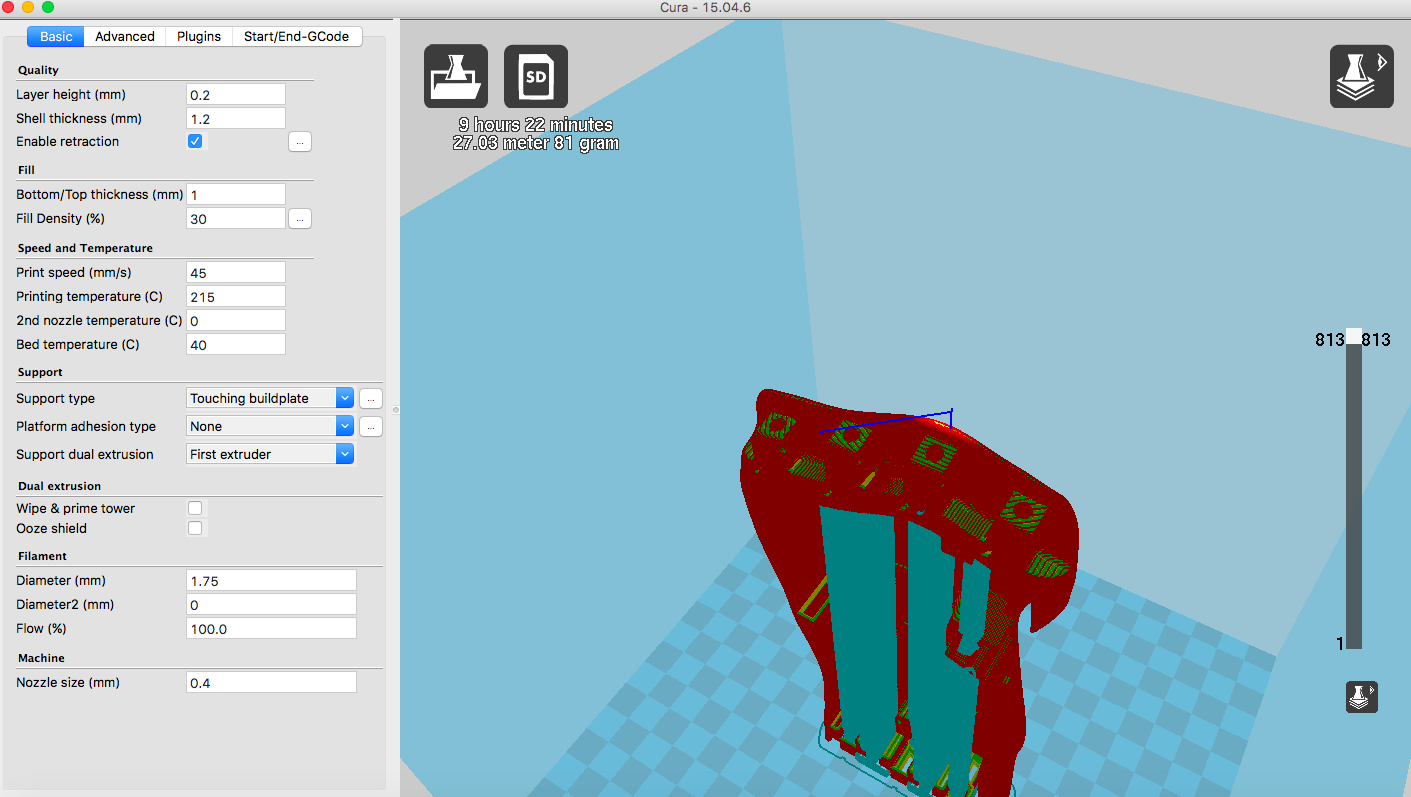 Cura - 15.04.6
Basic Advanced Plugins Start/End-GCode
Quality
Layer height (mm) 0.2
Shell thickness (mm) 1.2
Enable retraction ...
Fill
Bottom/Top thickness (mm) 1
Fill Density (%) 30 ...
Speed and Temperature
Print speed (mm/s) 45
Printing temperature (C) 215
2nd nozzle temperature (C) 0
Bed temperature (C) 40
Support
Support type Touching buildplate ...
Platform adhesion type None ...
Support dual extrusion First extruder
Dual extrusion
Wipe & prime tower
Ooze shield
Filament
Diameter (mm) 1.75
Diameter2 (mm) 0
Flow (%) 100.0
Machine
Nozzle size (mm) 0.4
SD
9 hours 22 minutes
27.03 meter 81 gram
813 813
1